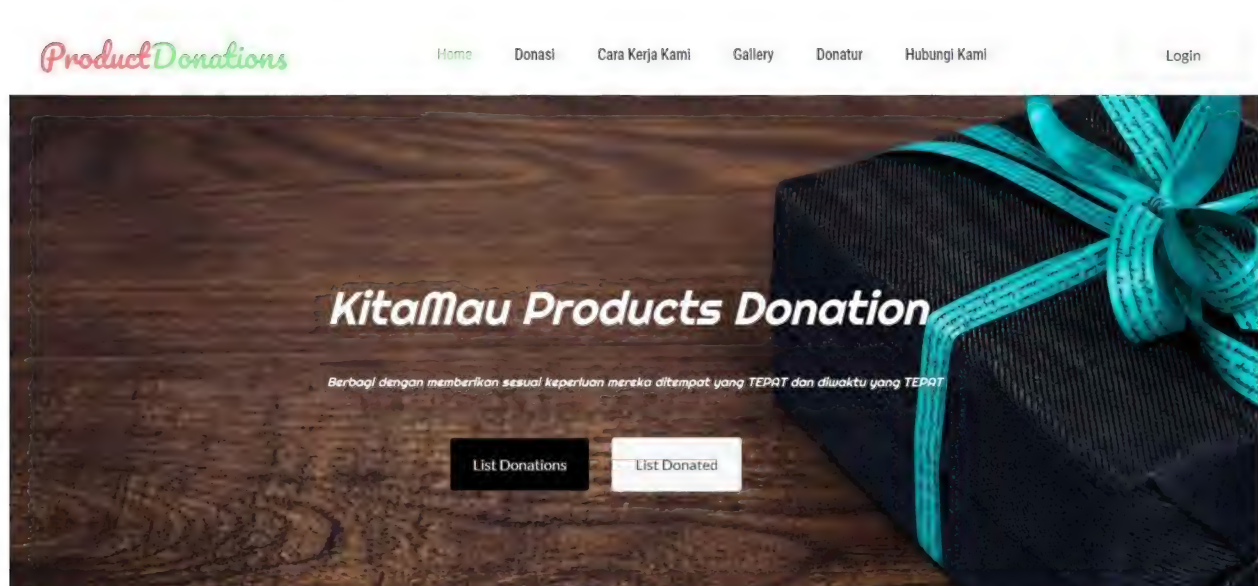 ProductDonations
Home Donasi Cara Kerja Kami Gallery Donatur Hubungi Kami Login
KitaMau Products Donation
Berbagi dengan memberikan sesuai keperluan mereka ditempat yang TEPAT dan diwaktu yang TEPAT
List Donations List Donated